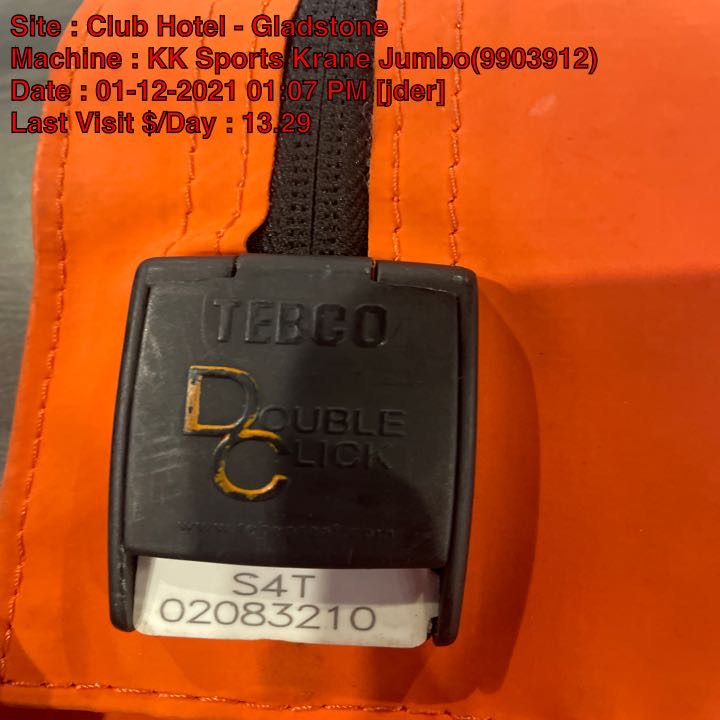 Site : Club Hotel - Gladstone
Machine : KK Sports Krane Jumbo(9903912)
Date : 01-12-2021 01:07 PM [jder]
Last Visit $/Day : 13.29
TEBCO
DOUBLE
CLICK
S4T
02083210